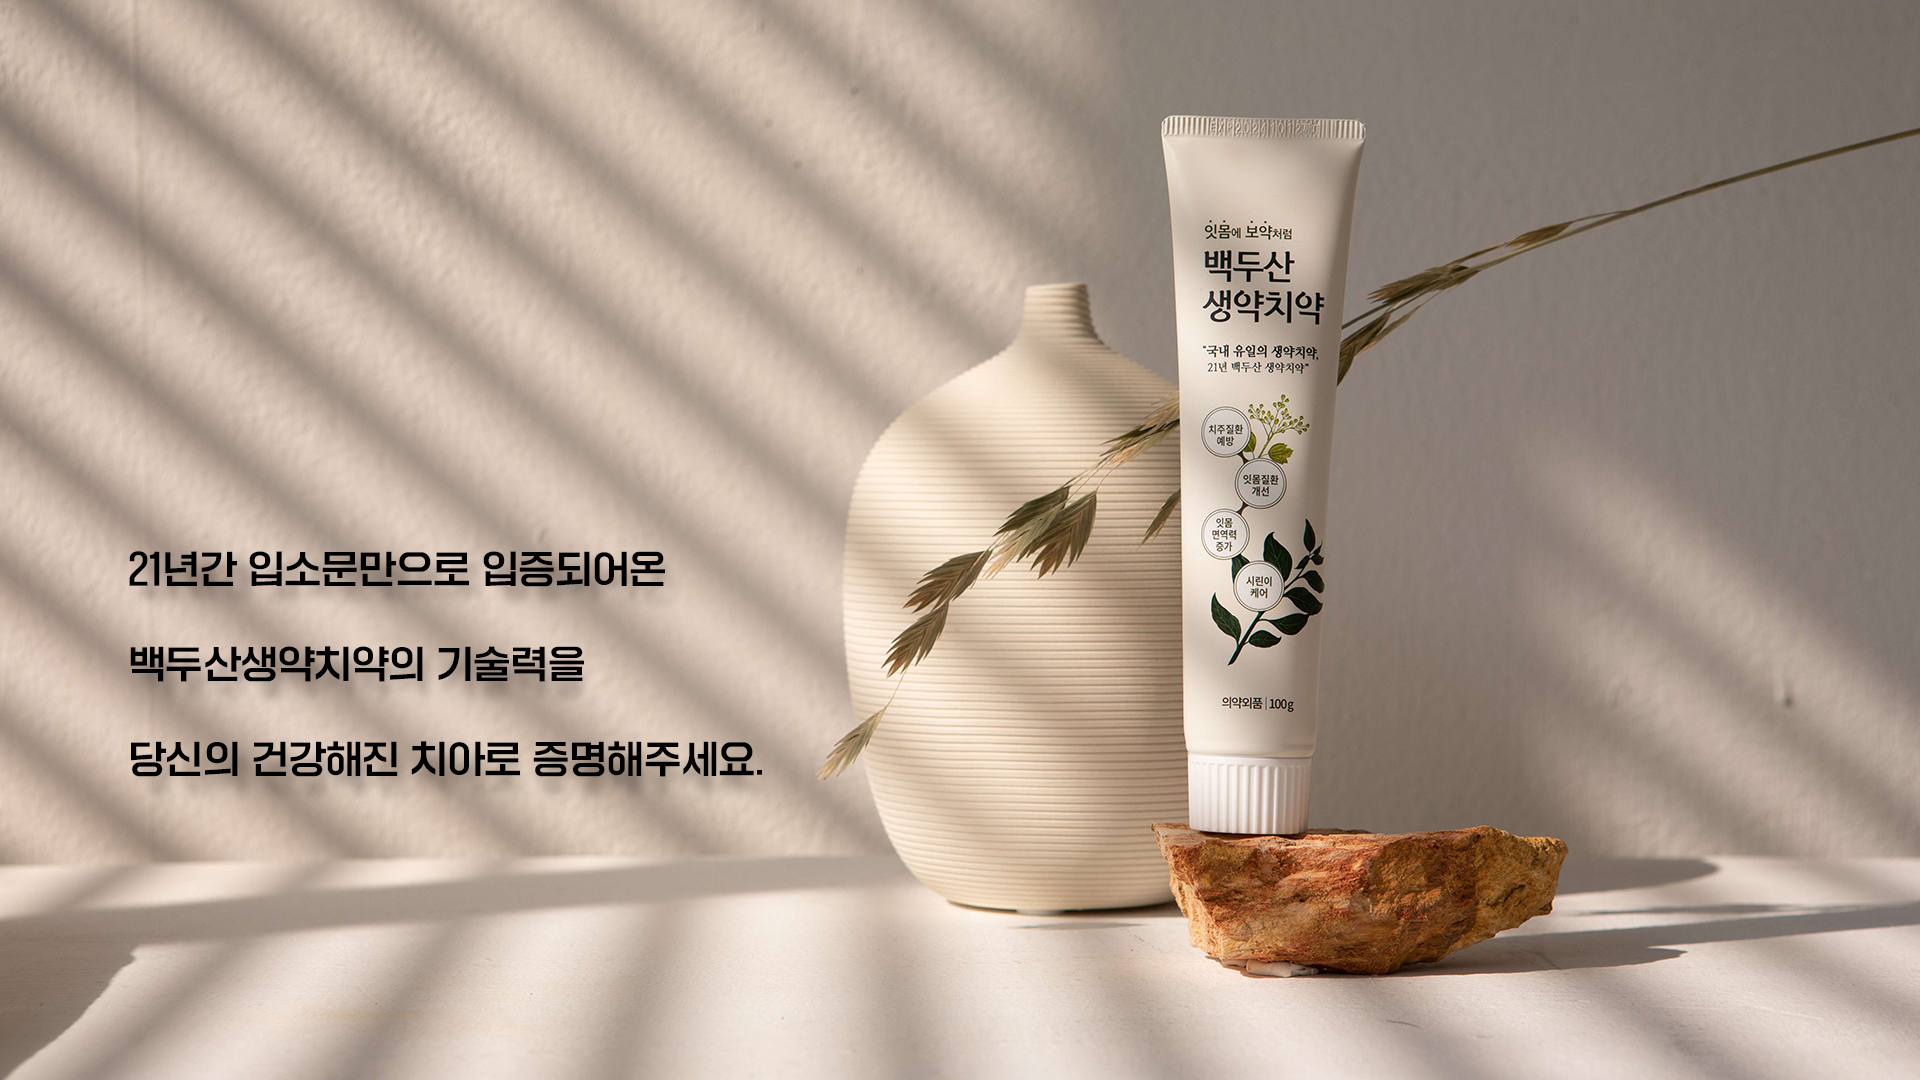 21년간 입소문만으로 입증되어온
백두산생약치약의 기술력을
당신의 건강해진 치아로 증명해주세요.
잇몸에 보약처럼
백두산
생약치약
"국내 유일의 생약치약,
21년 백두산 생약치약"
치주질환
예방
잇몸질환
개선
잇몸
면역력
증가
시린이
케어
의약외품 | 100g